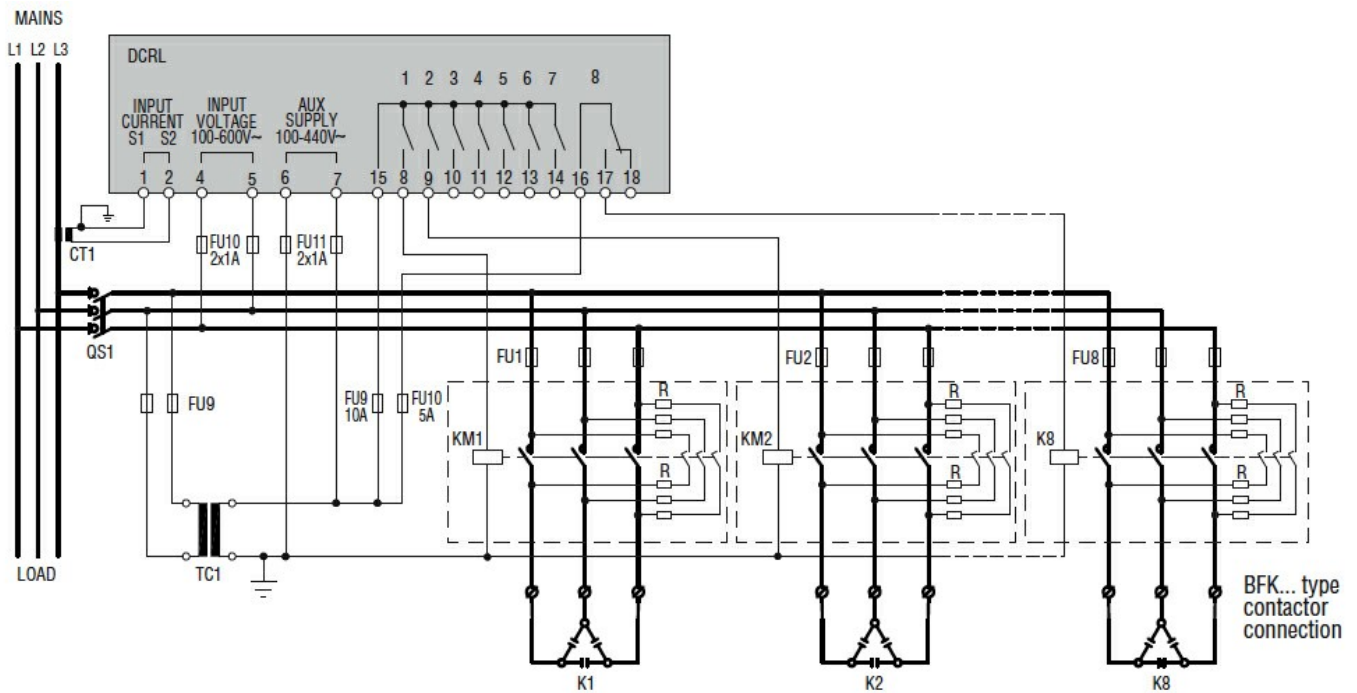 MAINS
L1 L2 L3
DCRL
1 2 3 4 5 6 7 8
INPUT CURRENT
S1 S2
INPUT VOLTAGE
100-600V~
AUX SUPPLY
100-440V~
1 2 4 5 6 7 15 8 9 10 11 12 13 14 16 17 18
CT1
FU10
2x1A
FU11
2x1A
QS1
FU1
FU2
FU8
FU9
FU9
10A
FU10
5A
KM1
R
R
KM2
R
R
K8
R
R
LOAD
TC1
BFK... type
contactor
connection
K1
K2
K8